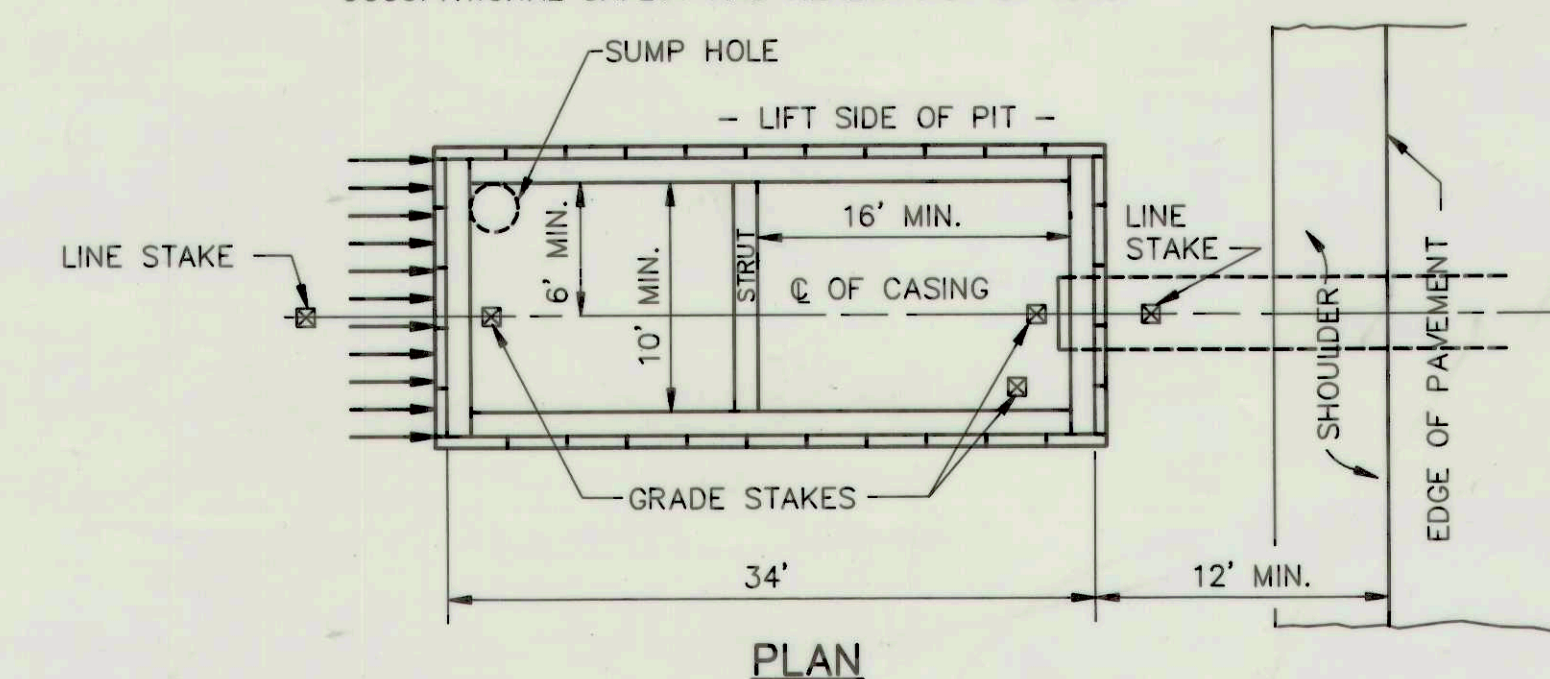 SUMP HOLE
- LIFT SIDE OF PIT -
LINE STAKE
6' MIN.
10' MIN.
STRUT
16' MIN.
℄ OF CASING
LINE
STAKE
SHOULDER
EDGE OF PAVEMENT
GRADE STAKES
34'
12' MIN.
PLAN